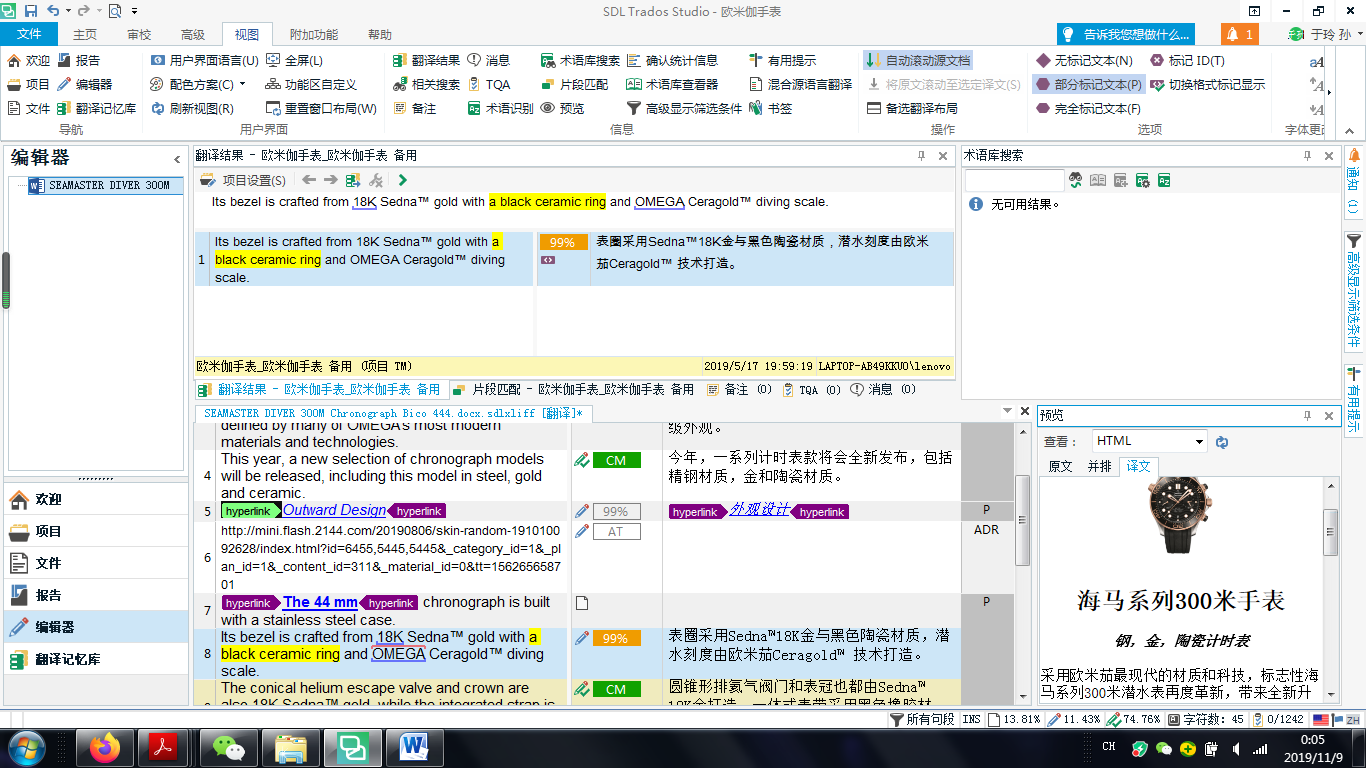 SDL Trados Studio - 欧米伽手表
文件 主页 审校 高级 视图 附加功能 帮助
告诉我您想做什么...
1
于玲 孙
欢迎 报告
项目 编辑器
文件 翻译记忆库
导航
用户界面语言(U) 全屏(L)
配色方案(C) 功能区自定义
刷新视图(R) 重置窗口布局(W)
用户界面
翻译结果 消息 术语库搜索 确认统计信息 有用提示
相关搜索 TQA 片段匹配 术语库查看器 混合源语言翻译
备注 术语识别 预览 高级显示筛选条件 书签
信息
自动滚动源文档
将原文滚动至选定译文(S)
备选翻译布局
操作
无标记文本(N) 标记 ID(T)
部分标记文本(P) 切换格式标记显示
完全标记文本(F)
选项
字体更改
编辑器
SEAMASTER DIVER 300M
欢迎
项目
文件
报告
编辑器
翻译记忆库
翻译结果 - 欧米伽手表_欧米伽手表 备用
项目设置(S)
Its bezel is crafted from 18K Sedna™ gold with a black ceramic ring and OMEGA Ceragold™ diving scale.
1
Its bezel is crafted from 18K Sedna™ gold with a
black ceramic ring and OMEGA Ceragold™ diving
scale.
99%
表圈采用Sedna™18K金与黑色陶瓷材质，潜水刻度由欧米
茄Ceragold™ 技术打造。
欧米伽手表_欧米伽手表 备用 (项目 TM)
2019/5/17 19:59:19
LAPTOP-AB49KKUO\lenovo
翻译结果 - 欧米伽手表_欧米伽手表 备用
片段匹配 - 欧米伽手表_欧米伽手表 备用
备注 (0)
TQA (0)
消息 (0)
术语库搜索
无可用结果。
通知 (1)
高级显示筛选条件
有用提示
SEAMASTER DIVER 300M Chronograph Bico 444.docx.sdlxliff [翻译]*
defined by many of OMEGA's most modern
materials and technologies.
级外观。
4
This year, a new selection of chronograph models
will be released, including this model in steel, gold
and ceramic.
CM
今年，一系列计时表款将会全新发布，包括
精钢材质，金和陶瓷材质。
5 hyperlink Outward Design hyperlink 99% hyperlink 外观设计 hyperlink P
6
http://mini.flash.2144.com/20190806/skin-random-1910100
92628/index.html?id=6455,5445,5445&_category_id=1&_pl
an_id=1&_content_id=311&_material_id=0&tt=1562656587
01
AT
ADR
7
hyperlink The 44 mm hyperlink chronograph is built
with a stainless steel case.
P
8
Its bezel is crafted from 18K Sedna™ gold with a
black ceramic ring and OMEGA Ceragold™ diving
scale.
99%
表圈采用Sedna™18K金与黑色陶瓷材质，潜
水刻度由欧米茄Ceragold™ 技术打造。
The conical helium escape valve and crown are
also 18K Sedna™ gold, while the integrated strap is
CM
圆锥形排氦气阀门和表冠也都由Sedna™
18K金打造，一体式表带采用黑色橡胶材
预览
查看：
HTML
原文 并排 译文
海马系列300米手表
钢，金，陶瓷计时表
采用欧米茄最现代的材质和科技，标志性海
马系列300米潜水表再度革新，带来全新升
所有句段 INS 13.81% 11.43% 74.76% 字符数: 45 0/1242 ZH
CH
0:05
2019/11/9